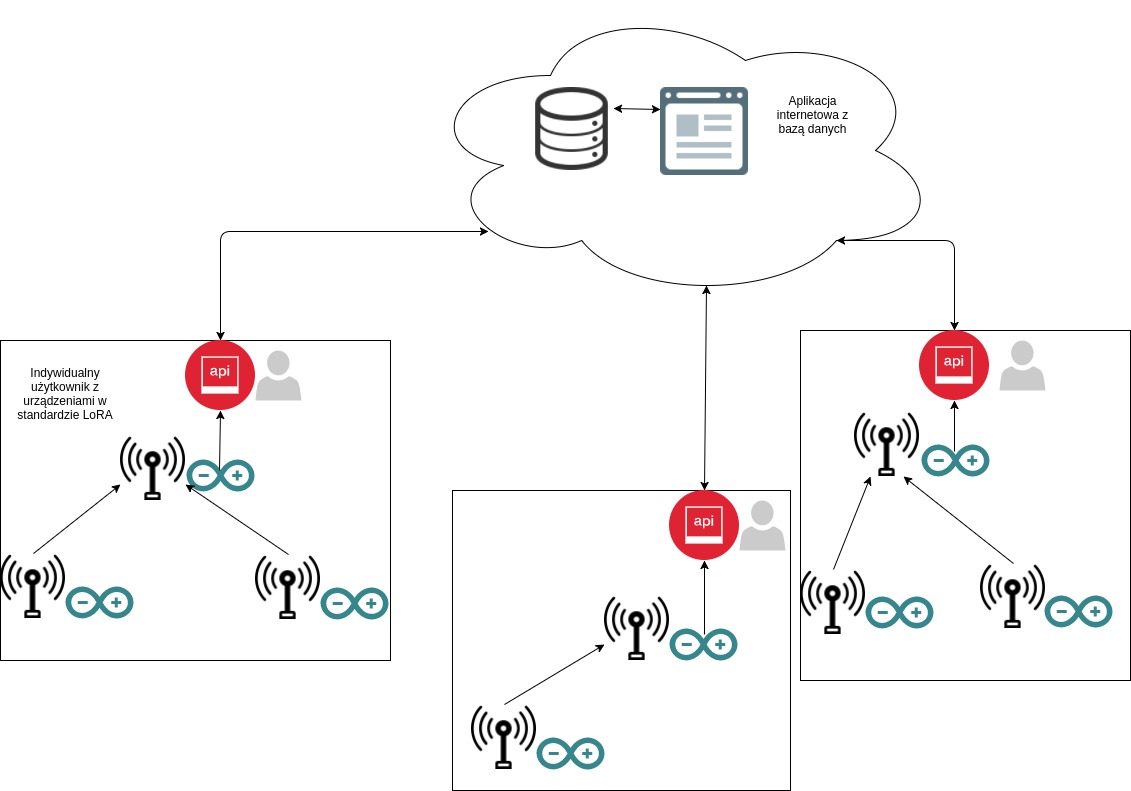 Aplikacja
internetowa z
bazą danych
api
Indywidualny
użytkownik z
urządzeniami w
standardzie LoRA
api
api